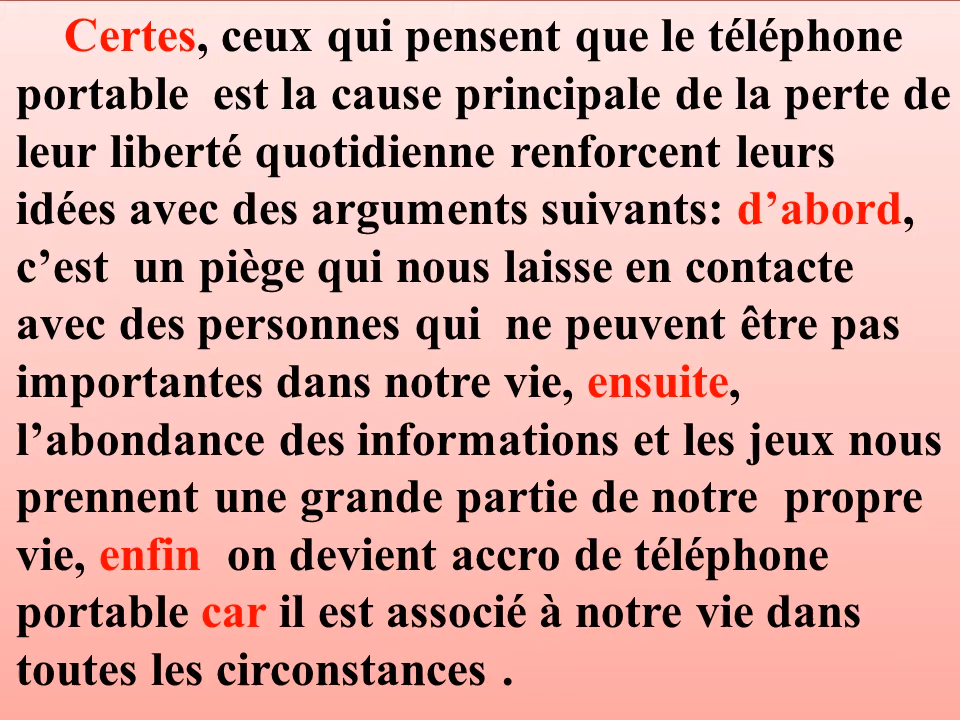 Certes, ceux qui pensent que le téléphone
portable est la cause principale de la perte de
leur liberté quotidienne renforcent leurs
idées avec des arguments suivants: d’abord,
c’est un piège qui nous laisse en contacte
avec des personnes qui ne peuvent être pas
importantes dans notre vie, ensuite,
l’abondance des informations et les jeux nous
prennent une grande partie de notre propre
vie, enfin on devient accro de téléphone
portable car il est associé à notre vie dans
toutes les circonstances .